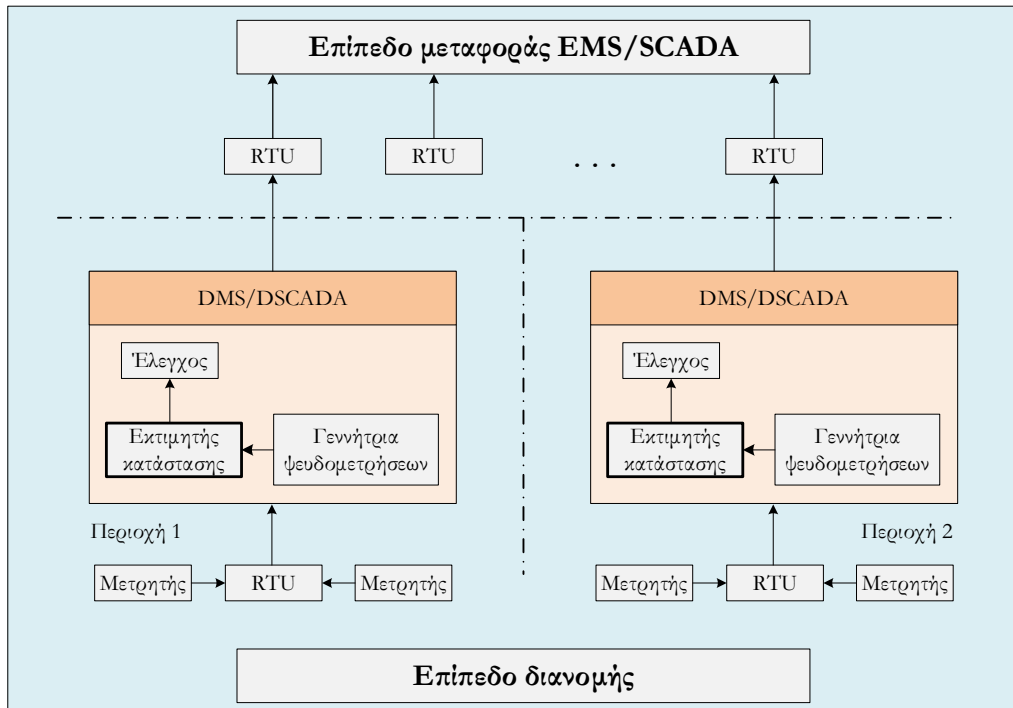 Επίπεδο μεταφοράς EMS/SCADA
RTU
RTU
. . .
RTU
DMS/DSCADA
Έλεγχος
Εκτιμητής
κατάστασης
Γεννήτρια
ψευδομετρήσεων
Περιοχή 1
Μετρητής
RTU
Μετρητής
DMS/DSCADA
Έλεγχος
Εκτιμητής
κατάστασης
Γεννήτρια
ψευδομετρήσεων
Περιοχή 2
Μετρητής
RTU
Μετρητής
Επίπεδο διανομής